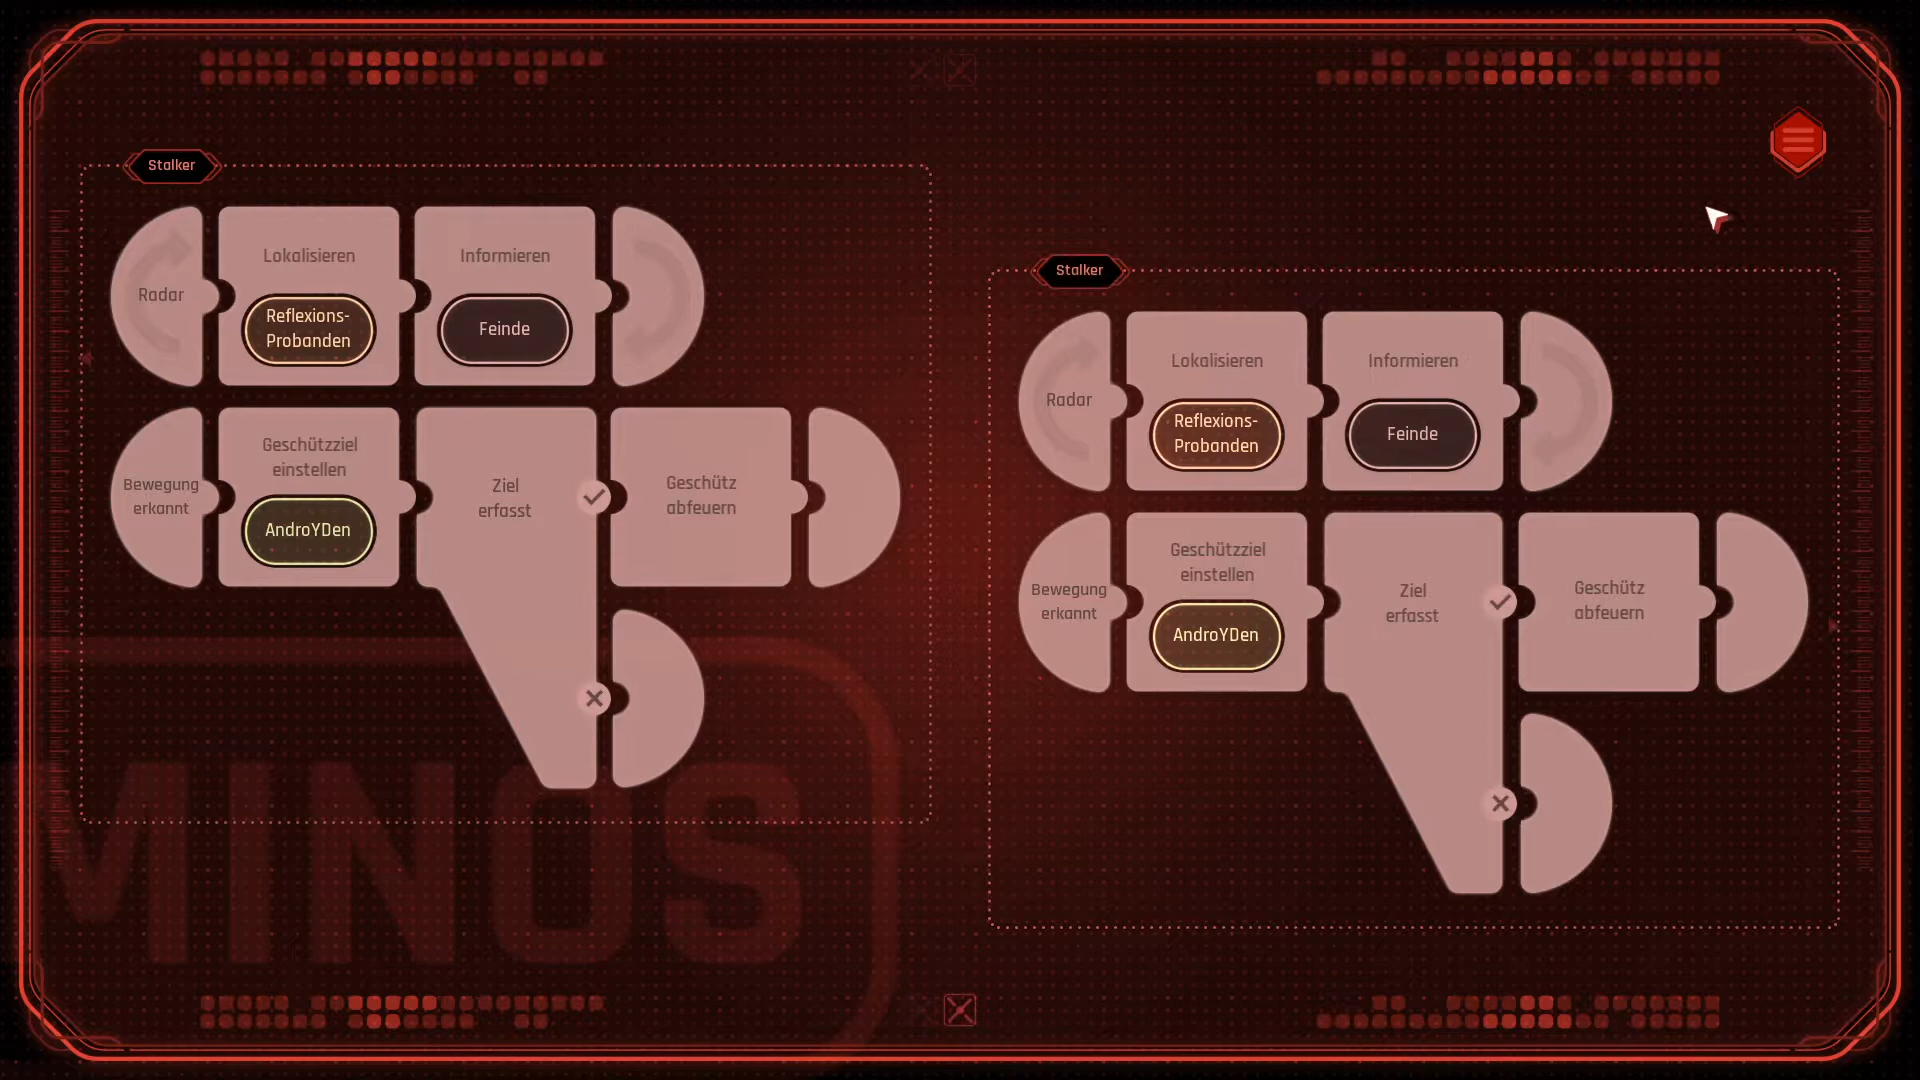 Stalker
Radar
Lokalisieren
Reflexions-
Probanden
Informieren
Feinde
Bewegung
erkannt
Geschützziel
einstellen
AndroYDen
Ziel
erfasst
Geschütz
abfeuern
Stalker
Radar
Lokalisieren
Reflexions-
Probanden
Informieren
Feinde
Bewegung
erkannt
Geschützziel
einstellen
AndroYDen
Ziel
erfasst
Geschütz
abfeuern
MINOS